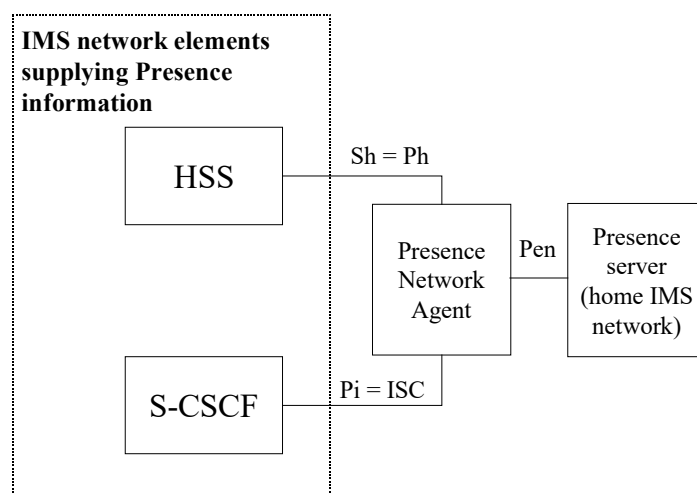 IMS network elements
supplying Presence
information
HSS
Sh = Ph
Presence
Network
Agent
Pen
Presence
server
(home IMS
network)
S-CSCF
Pi = ISC